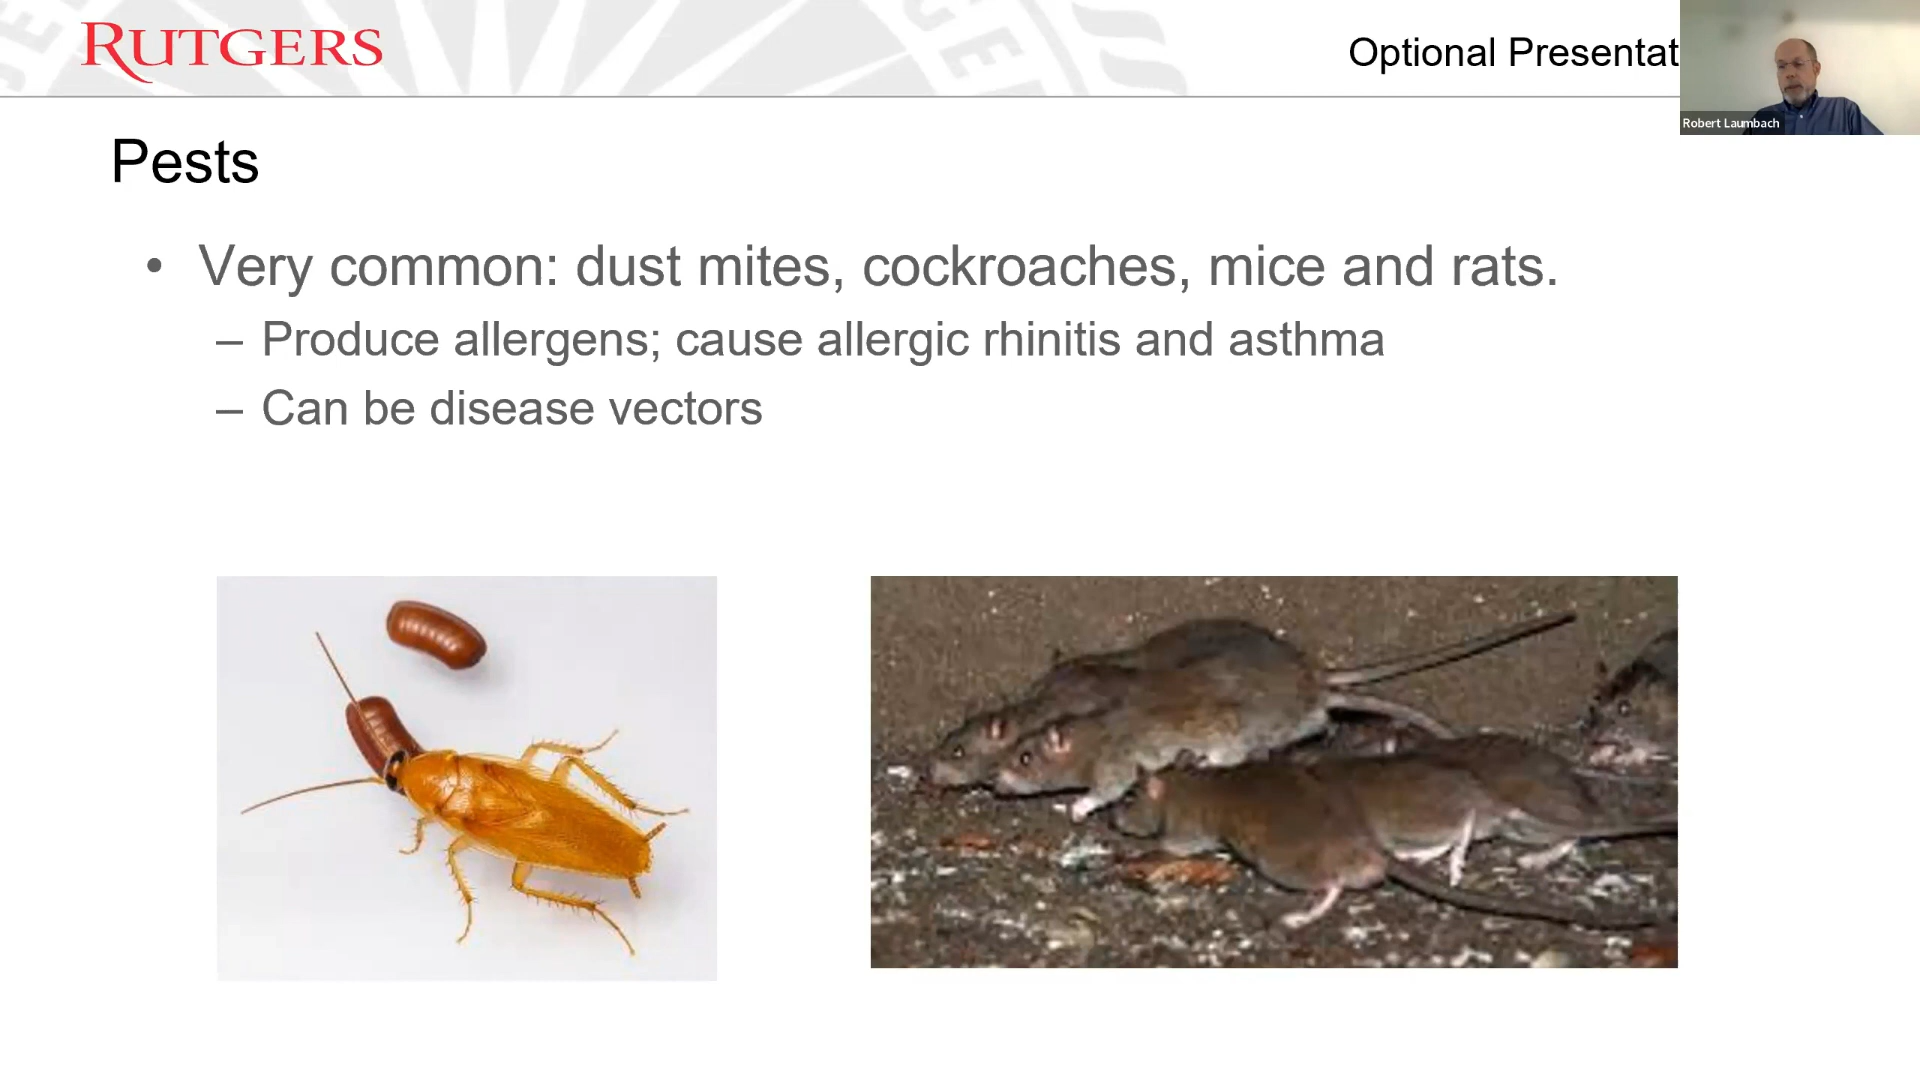 RUTGERS
Optional Presentat
Robert Laumbach
Pests
• Very common: dust mites, cockroaches, mice and rats.
– Produce allergens; cause allergic rhinitis and asthma
– Can be disease vectors